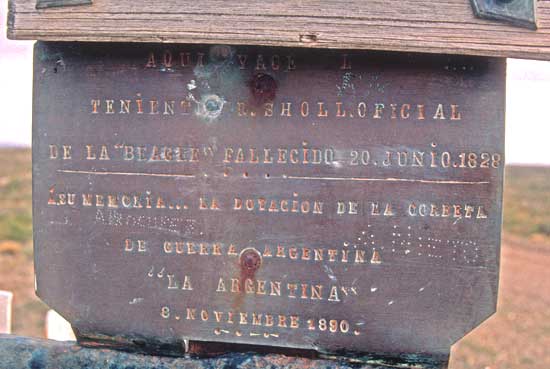 AQUI YACE L
TENIENTE R. SHOLL. OFICIAL
DE LA "BEAGLE" FALLECIDO. 20. JUNIO. 1828
A SU MEMORIA... LA DOTACION DE LA CORBETA
DE GUERRA ARGENTINA
"LA ARGENTINA"
8. NOVIEMBRE 1890.